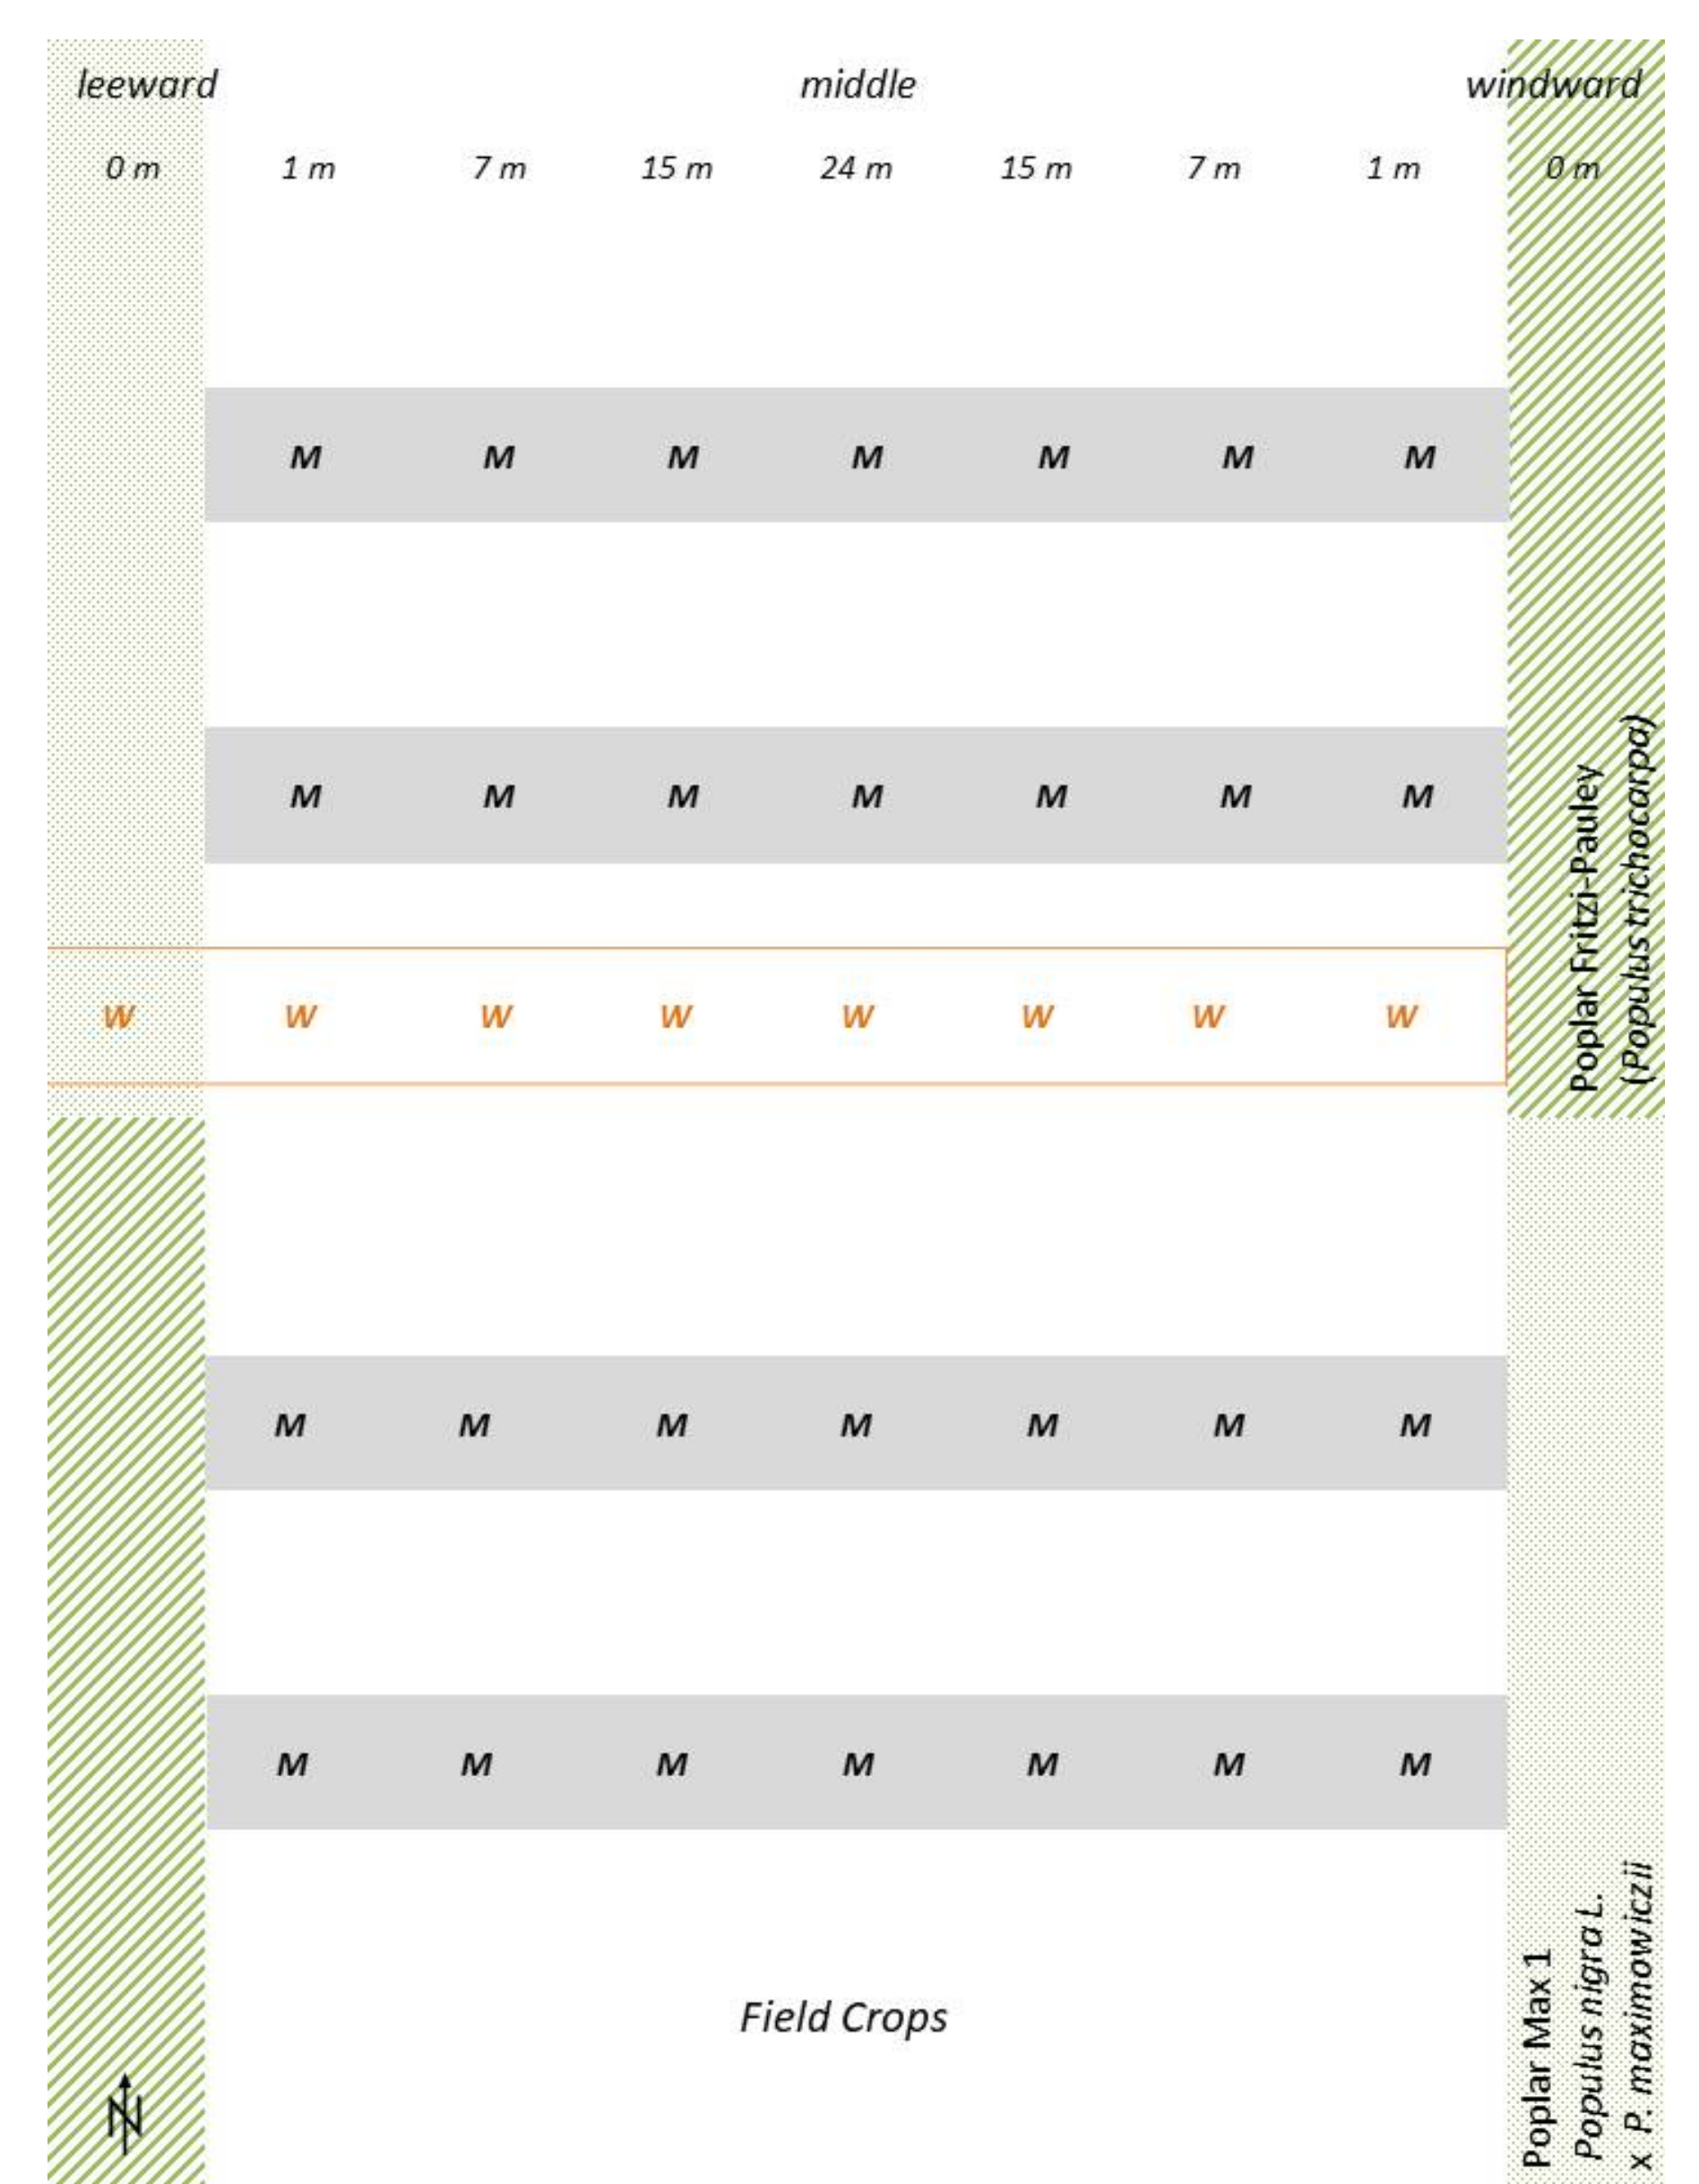 leeward middle windward
0 m 1 m 7 m 15 m 24 m 15 m 7 m 1 m 0 m
M M M M M M M
M M M M M M M
Poplar Fritzi-Pauley
(Populus trichocarpa)
W W W W W W W W
M M M M M M M
M M M M M M M
Field Crops
Poplar Max 1
Populus nigra L.
x P. maximowiczii
N